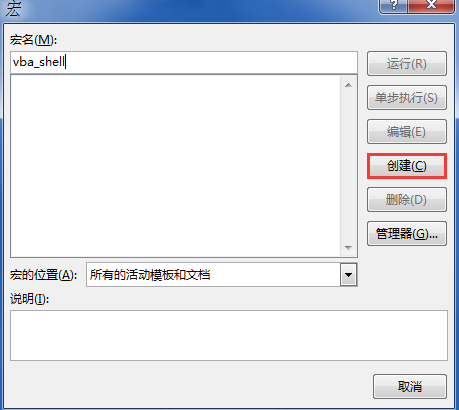 宏
宏名(M):
vba_shell
运行(R)
单步执行(S)
编辑(E)
创建(C)
删除(D)
管理器(G)...
宏的位置(A):
所有的活动模板和文档
说明(I):
取消